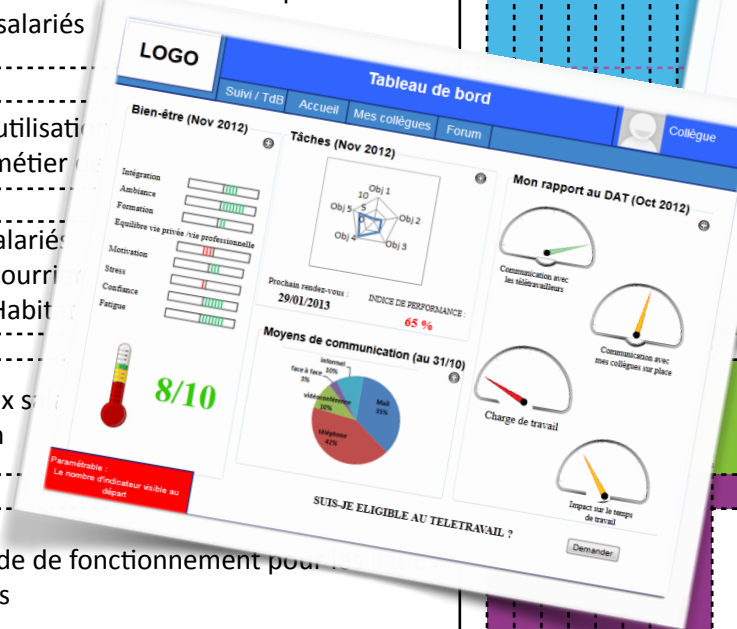 salariés
utilisati
métier
salariés
ourri
Habit
x sa
n
de de fonctionnement pour les
s
LOGO
Tableau de bord
Collègue
Suivi / TdB
Accueil
Mes collègues
Forum
Bien-être (Nov 2012)
Intégration
Ambiance
Formation
Equilibre vie privée /vie professionnelle
Motivation
Stress
Confiance
Fatigue
8/10
Paramétrable :
Le nombre d'indicateur visible au
départ
Tâches (Nov 2012)
Obj 1
10
5
0
Obj 2
Obj 3
Obj 4
Obj 5
Prochain rendez-vous :
29/01/2013
INDICE DE PERFORMANCE :
65 %
Moyens de communication (au 31/10)
internet
10%
face à face
3%
vidéoconférence
10%
Mail
35%
téléphone
42%
Mon rapport au DAT (Oct 2012)
Communication avec
les télétravailleurs
Communication avec
mes collègues sur place
Charge de travail
Impact sur le temps
de travail
SUIS-JE ELIGIBLE AU TELETRAVAIL ?
Demander